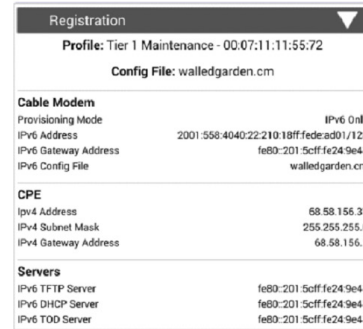 Registration
Profile: Tier 1 Maintenance - 00:07:11:11:55:72
Config File: walledgarden.cm
Cable Modem
Provisioning Mode IPv6 Onl
IPv6 Address 2001:558:4040:22:210:18ff:fede:ad01/12
IPv6 Gateway Address fe80::201:5cff:fe24:9e4
IPv6 Config File walledgarden.cm
CPE
Ipv4 Address 68.58.156.3
IPv4 Subnet Mask 255.255.255.
IPv4 Gateway Address 68.58.156.
Servers
IPv6 TFTP Server fe80::201:5cff:fe24:9e4
IPv6 DHCP Server fe80::201:5cff:fe24:9e4
IPv6 TOD Server fe80::201:5cff:fe24:9e4